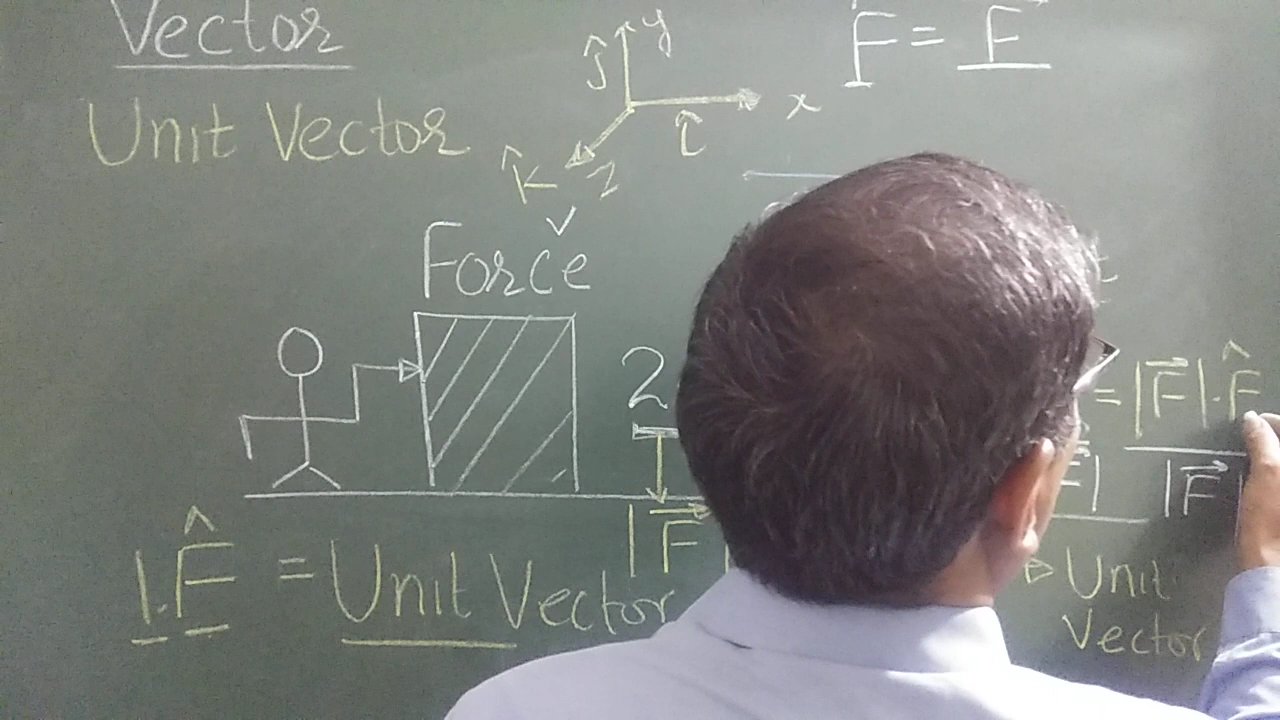 Vector
Unit Vector
ĵ y
î x
k̂ z
F = F⃗
Force
2
|F⃗
= |F⃗|.F̂
F| |F⃗|
1.F̂ = Unit Vector
Unit
Vector